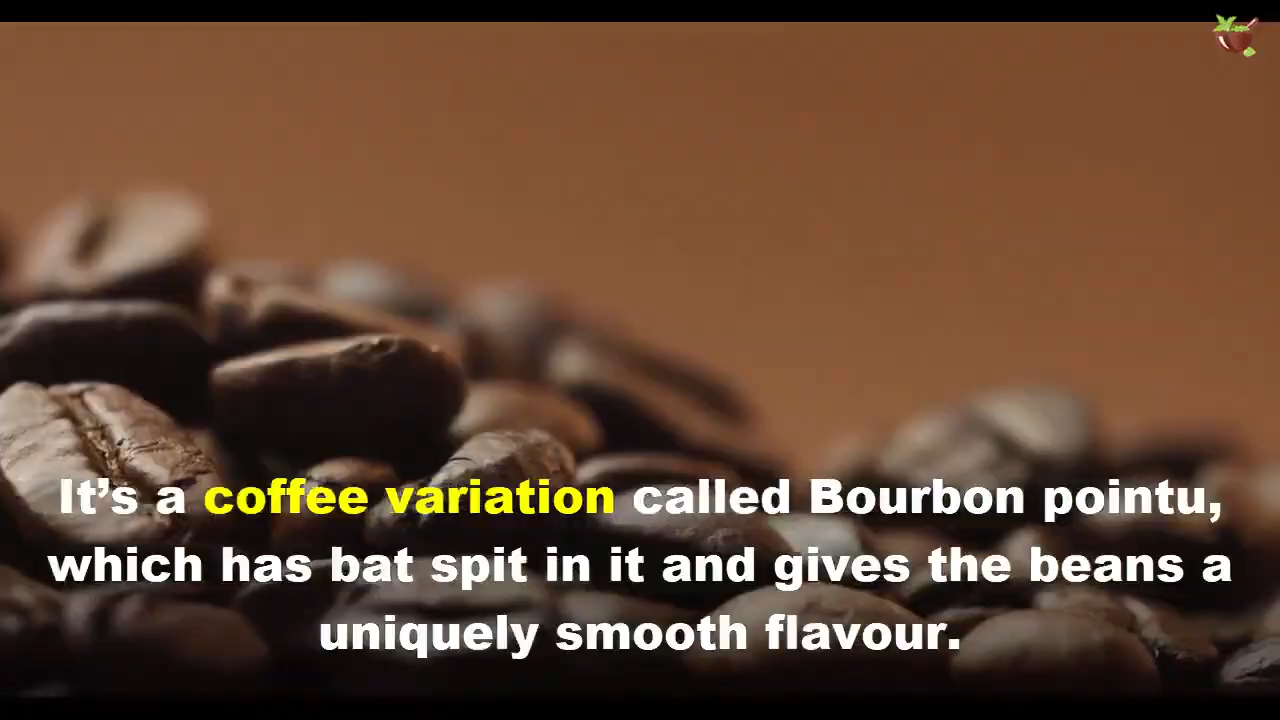 It’s a coffee variation called Bourbon pointu,
which has bat spit in it and gives the beans a
uniquely smooth flavour.